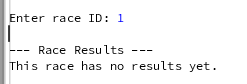 Enter race ID: 1
--- Race Results ---
This race has no results yet.